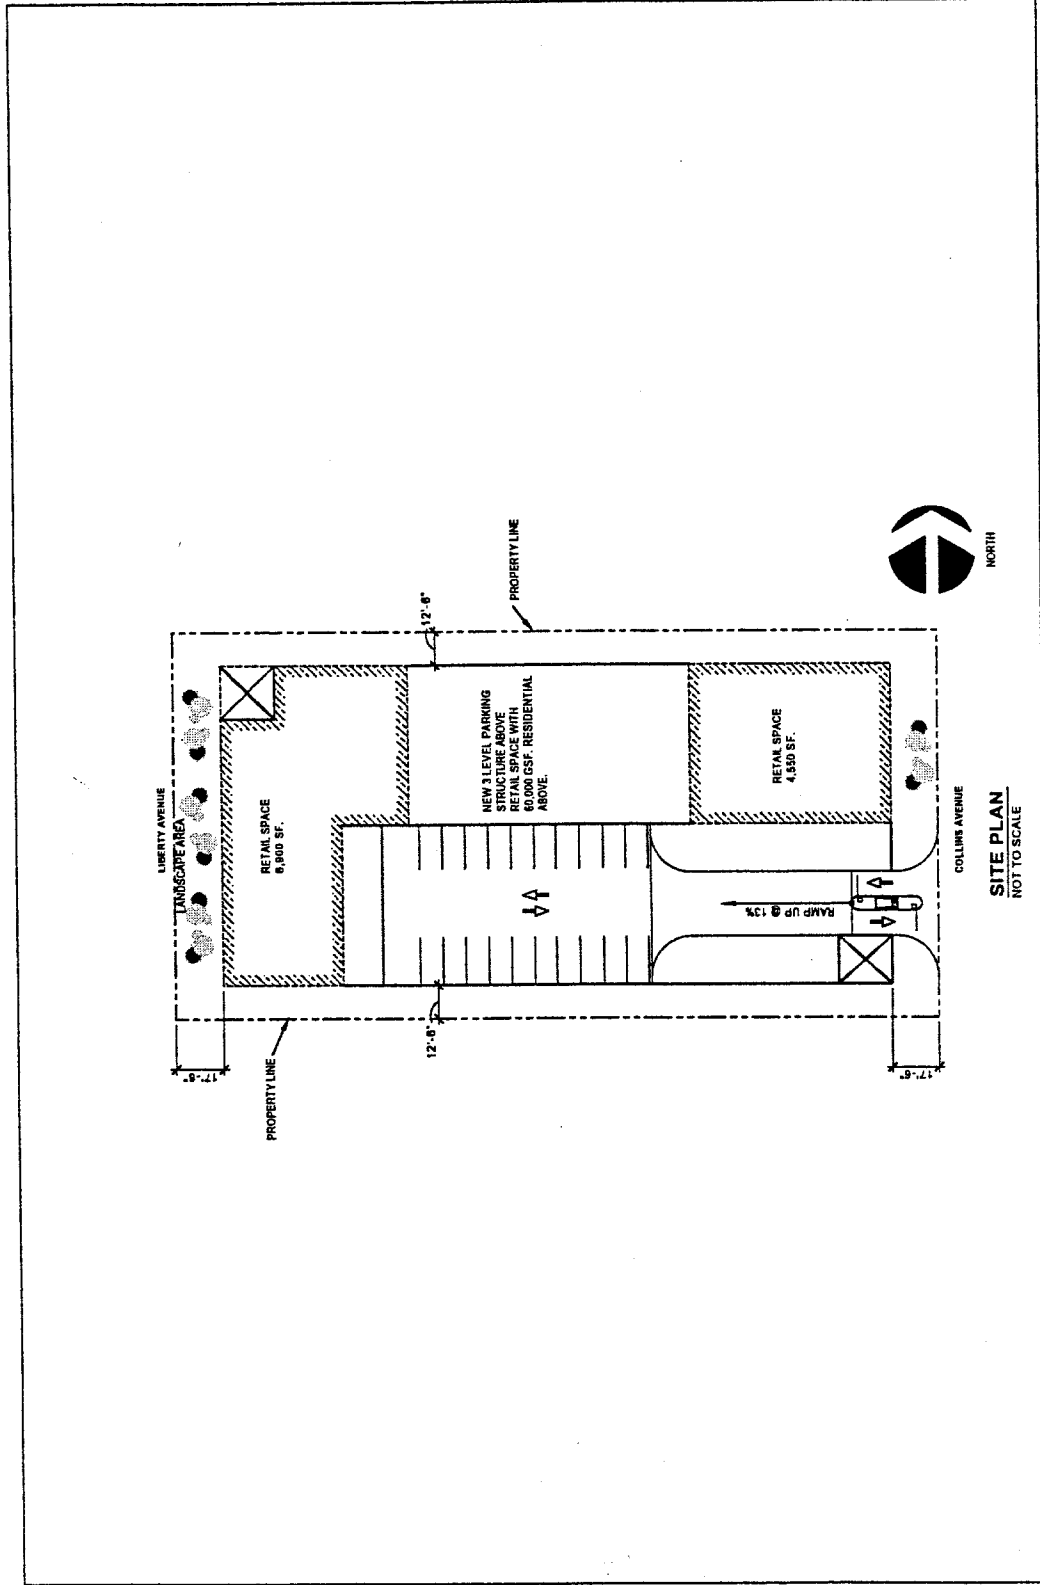 LIBERTY AVENUE
LANDSCAPE AREA
17'-6"
PROPERTY LINE
RETAIL SPACE
6,900 SF.
12'-6"
12'-6"
PROPERTY LINE
NEW 3 LEVEL PARKING
STRUCTURE ABOVE
RETAIL SPACE WITH
60,000 GSF. RESIDENTIAL
ABOVE.
RETAIL SPACE
4,550 SF.
RAMP UP @ 13%
17'-6"
COLLINS AVENUE
SITE PLAN
NOT TO SCALE
NORTH